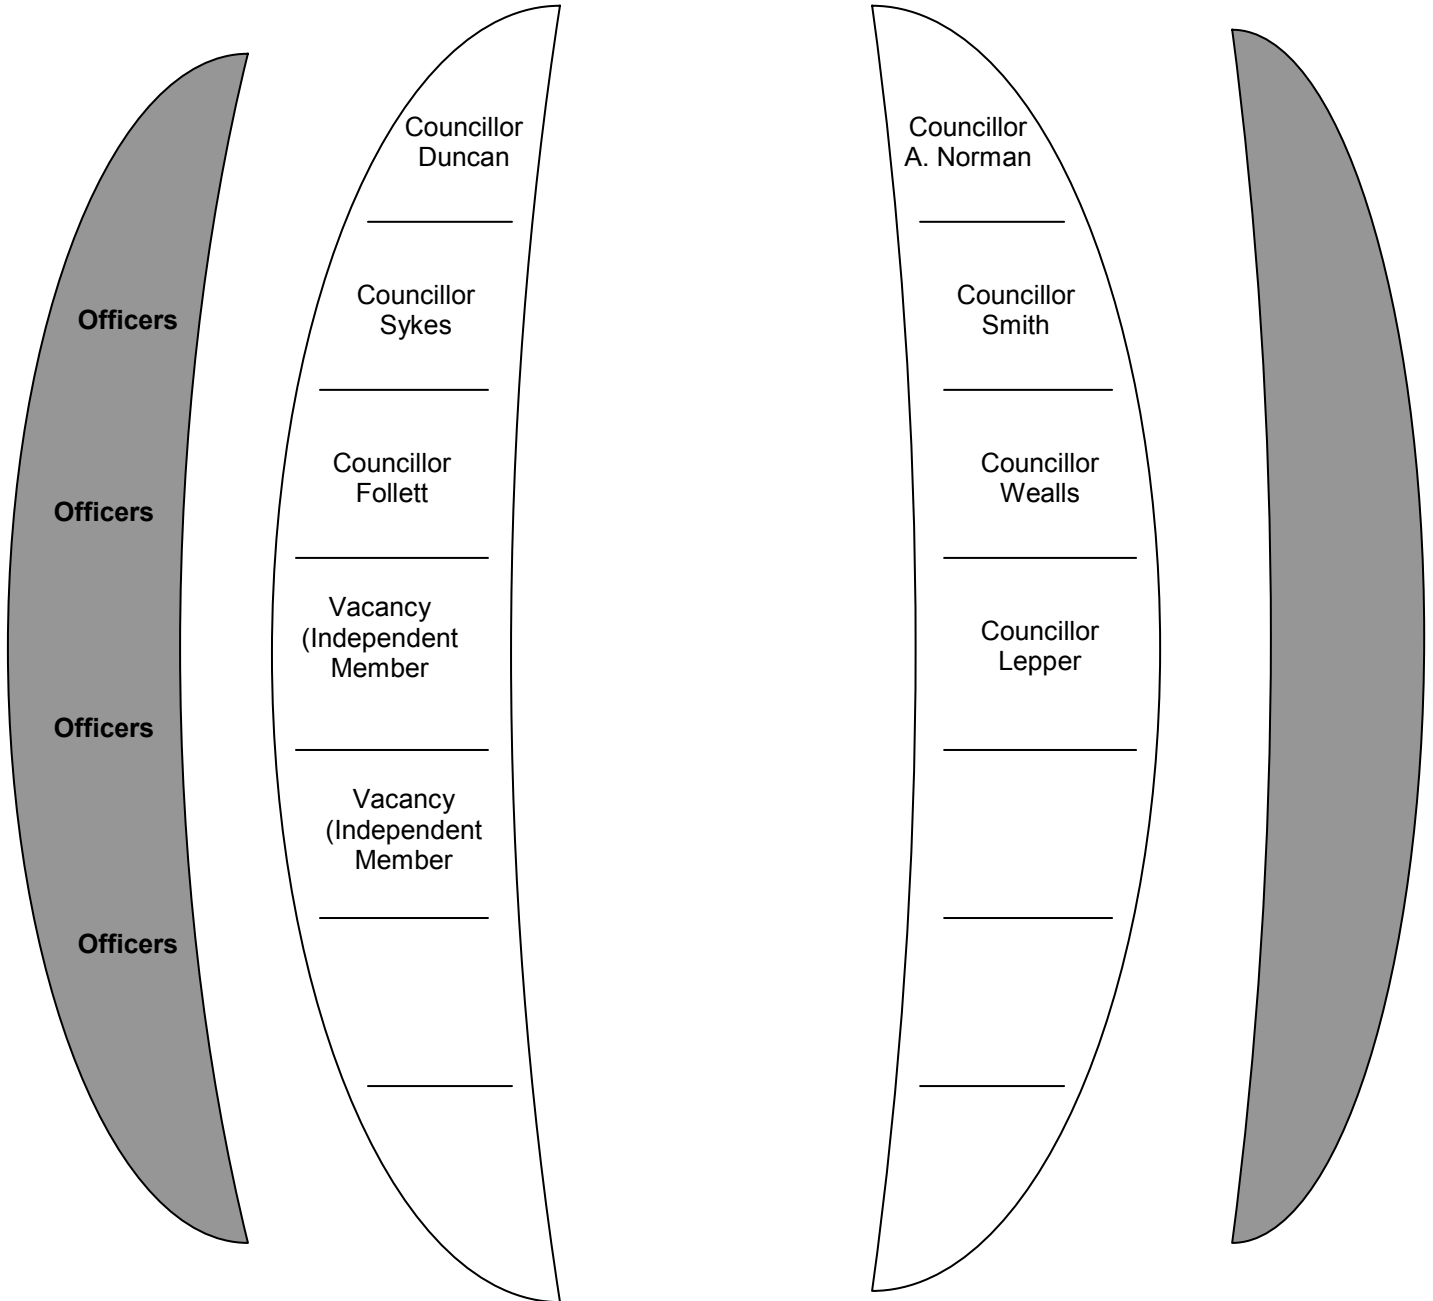 Officers
Officers
Officers
Officers
Councillor
Duncan
Councillor
Sykes
Councillor
Follett
Vacancy
(Independent
Member
Vacancy
(Independent
Member
Councillor
A. Norman
Councillor
Smith
Councillor
Wealls
Councillor
Lepper